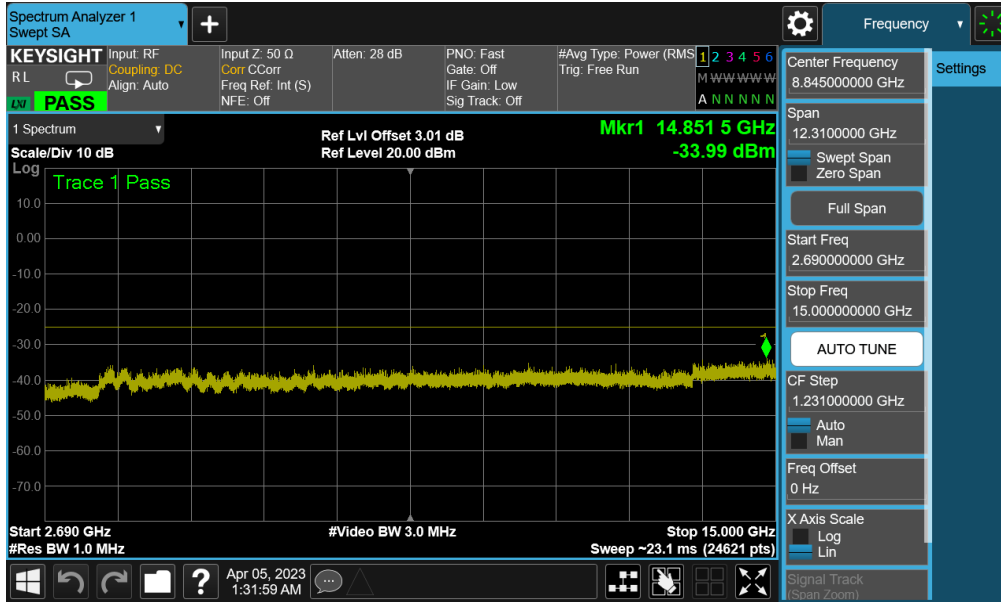 Spectrum Analyzer 1
Swept SA
Frequency
KEYSIGHT
R L
LXI PASS
Input: RF
Coupling: DC
Align: Auto
Input Z: 50 Ω
Corr CCorr
Freq Ref: Int (S)
NFE: Off
Atten: 28 dB
PNO: Fast
Gate: Off
IF Gain: Low
Sig Track: Off
#Avg Type: Power (RMS
Trig: Free Run
1 2 3 4 5 6
M W W W W W
A N N N N N
1 Spectrum
Scale/Div 10 dB
Ref Lvl Offset 3.01 dB
Ref Level 20.00 dBm
Mkr1 14.851 5 GHz
-33.99 dBm
Log
Trace 1 Pass
10.0
0.00
-10.0
-20.0
-30.0
-40.0
-50.0
-60.0
-70.0
1
Start 2.690 GHz
#Res BW 1.0 MHz
#Video BW 3.0 MHz
Stop 15.000 GHz
Sweep ~23.1 ms (24621 pts)
Apr 05, 2023
1:31:59 AM
Center Frequency
8.845000000 GHz
Span
12.3100000 GHz
Swept Span
Zero Span
Full Span
Start Freq
2.690000000 GHz
Stop Freq
15.000000000 GHz
AUTO TUNE
CF Step
1.231000000 GHz
Auto
Man
Freq Offset
0 Hz
X Axis Scale
Log
Lin
Signal Track
(Span Zoom)
Settings